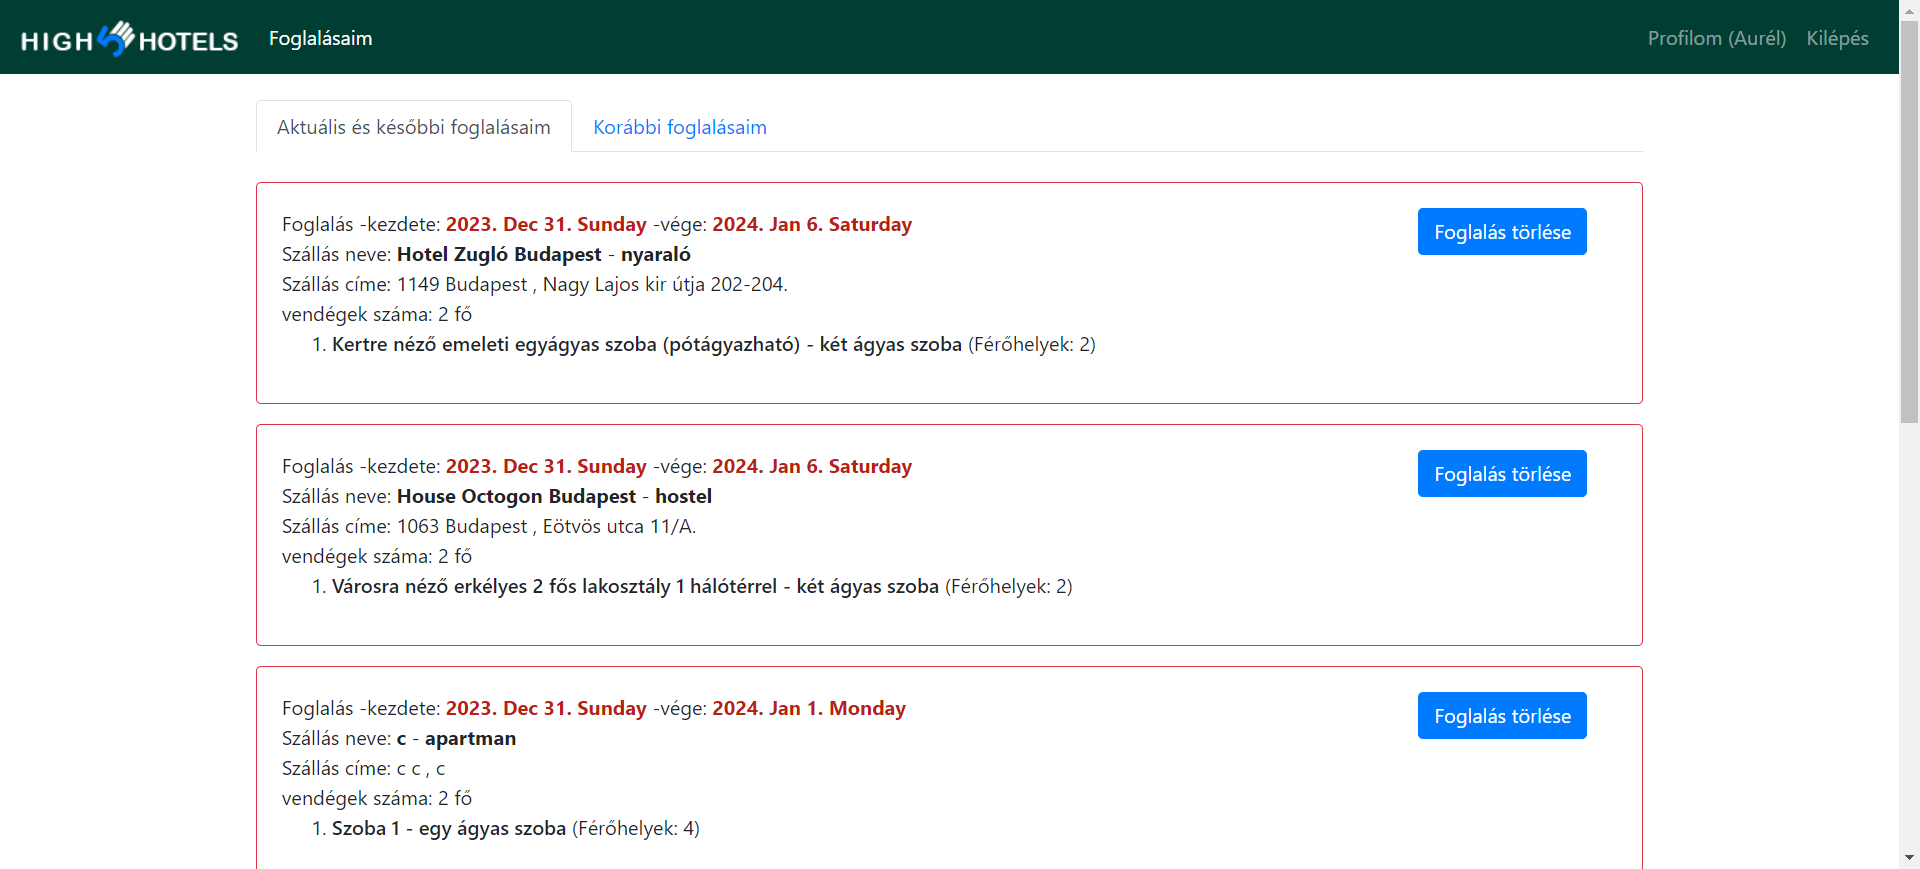 HIGH 5 HOTELS Foglalásaim Profilom (Aurél) Kilépés
Aktuális és későbbi foglalásaim Korábbi foglalásaim
Foglalás -kezdete: 2023. Dec 31. Sunday -vége: 2024. Jan 6. Saturday
Foglalás törlése
Szállás neve: Hotel Zugló Budapest - nyaraló
Szállás címe: 1149 Budapest , Nagy Lajos kir útja 202-204.
vendégek száma: 2 fő
1. Kertre néző emeleti egyágyas szoba (pótágyazható) - két ágyas szoba (Férőhelyek: 2)
Foglalás -kezdete: 2023. Dec 31. Sunday -vége: 2024. Jan 6. Saturday
Foglalás törlése
Szállás neve: House Octogon Budapest - hostel
Szállás címe: 1063 Budapest , Eötvös utca 11/A.
vendégek száma: 2 fő
1. Városra néző erkélyes 2 fős lakosztály 1 hálótérrel - két ágyas szoba (Férőhelyek: 2)
Foglalás -kezdete: 2023. Dec 31. Sunday -vége: 2024. Jan 1. Monday
Foglalás törlése
Szállás neve: c - apartman
Szállás címe: c c , c
vendégek száma: 2 fő
1. Szoba 1 - egy ágyas szoba (Férőhelyek: 4)